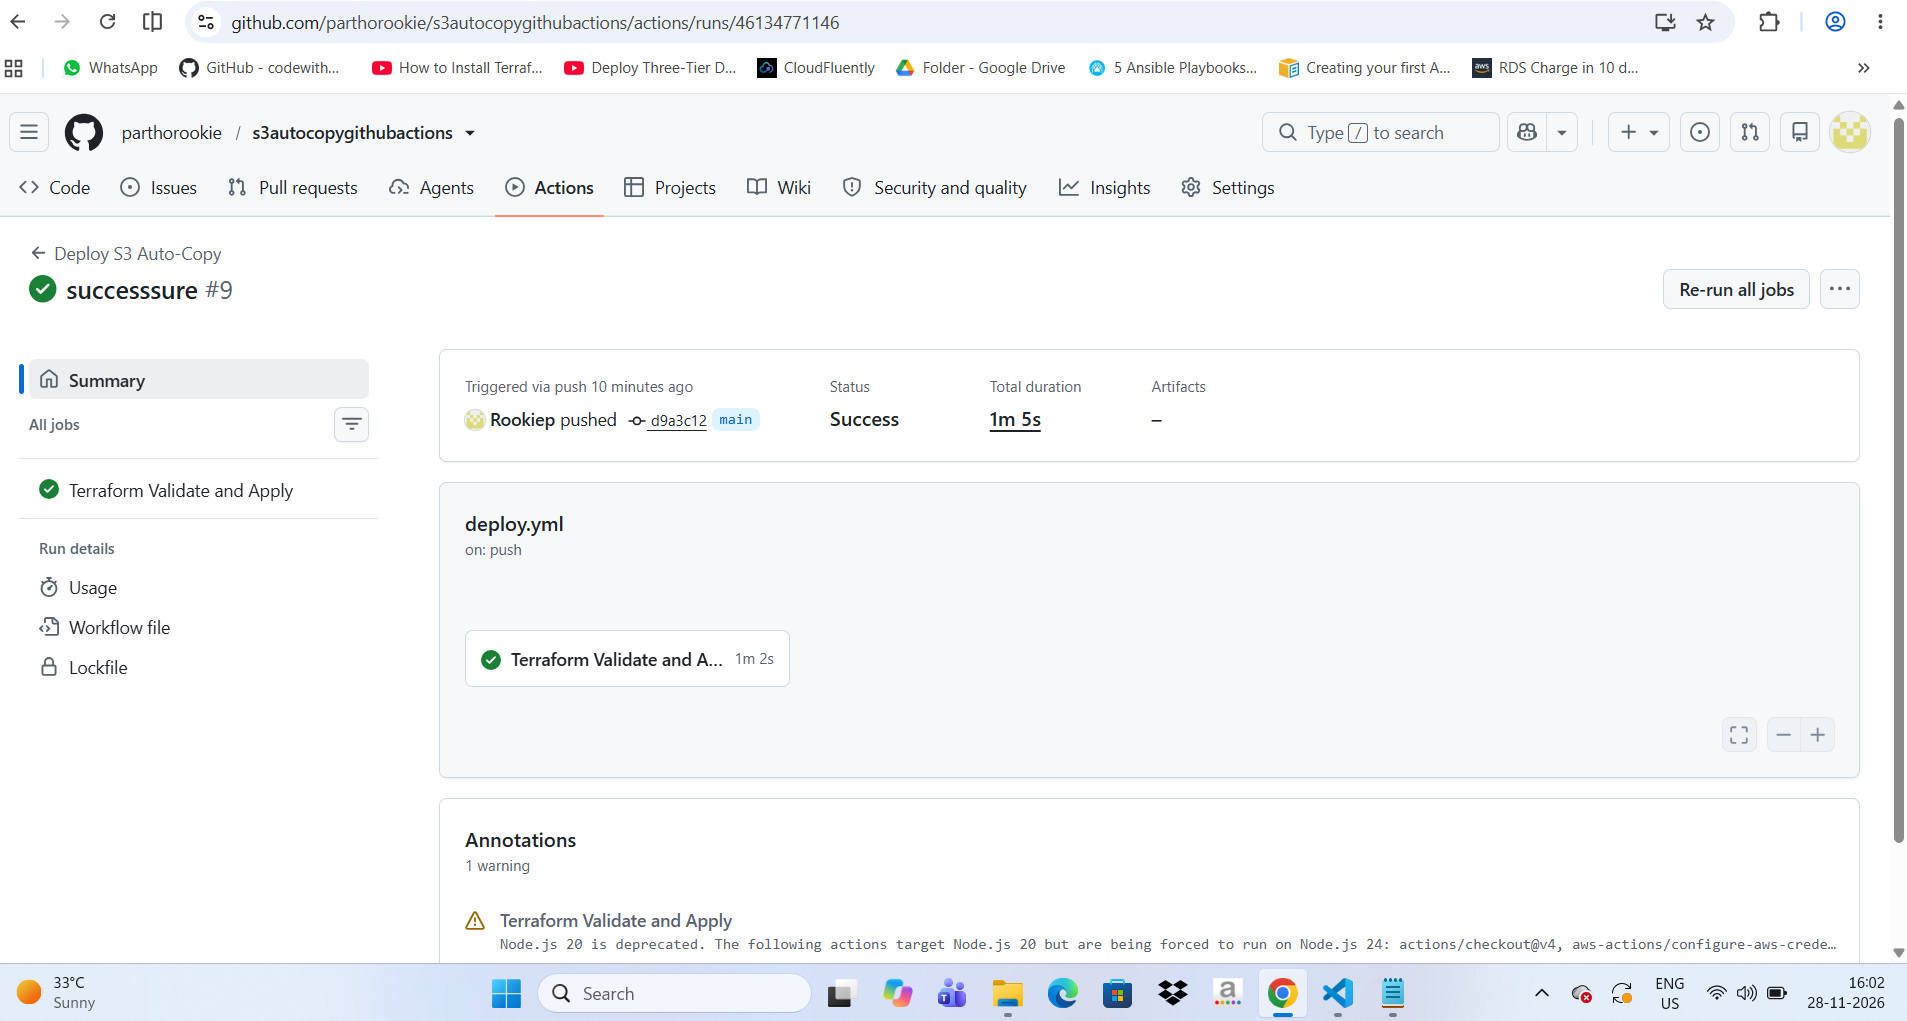 github.com/parthorookie/s3autocopygithubactions/actions/runs/46134771146
WhatsApp
GitHub - codewith...
How to Install Terraf...
Deploy Three-Tier D...
CloudFluently
Folder - Google Drive
5 Ansible Playbooks...
aws
Creating your first A...
RDS Charge in 10 d...
parthorookie / s3autocopygithubactions
Type / to search
Code
Issues
Pull requests
Agents
Actions
Projects
Wiki
Security and quality
Insights
Settings
Deploy S3 Auto-Copy
successsure #9
Re-run all jobs
Summary
All jobs
Terraform Validate and Apply
Run details
Usage
Workflow file
Lockfile
Triggered via push 10 minutes ago
Rookiep pushed d9a3c12 main
Status
Success
Total duration
1m 5s
Artifacts
–
deploy.yml
on: push
Terraform Validate and A... 1m 2s
Annotations
1 warning
Terraform Validate and Apply
Node.js 20 is deprecated. The following actions target Node.js 20 but are being forced to run on Node.js 24: actions/checkout@v4, aws-actions/configure-aws-crede…
33°C
Sunny
Search
T
a
ENG
US
16:02
28-11-2026